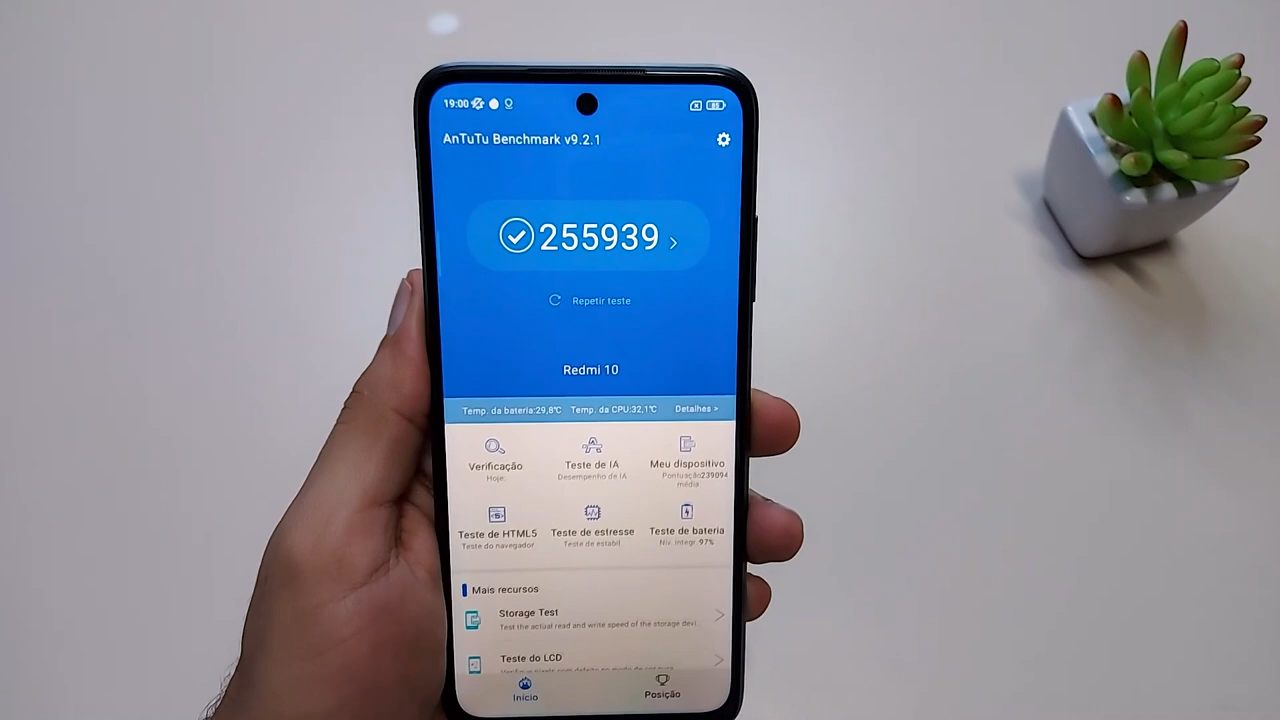 19:00
85
AnTuTu Benchmark v9.2.1
255939
Repetir teste
Redmi 10
Temp. da bateria:29,8℃ Temp. da CPU:32,1℃ Detalhes >
Verificação
Hoje.
Teste de IA
Desempenho de IA
Meu dispositivo
Pontuação239094
média
Teste de HTML5
Teste do navegador
Teste de estresse
Teste de estabil.
Teste de bateria
Nív. integr.97%
Mais recursos
Storage Test
Test the actual read and write speed of the storage devi.
Teste do LCD
Início
Posição